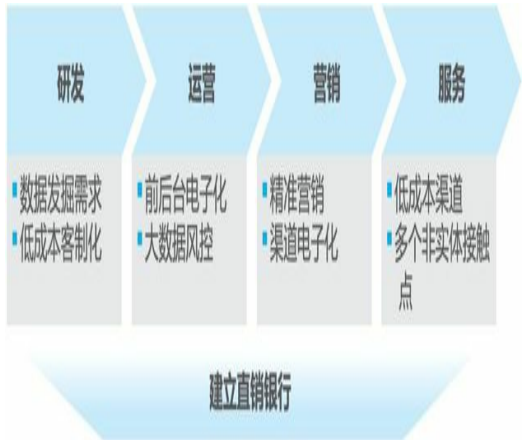 研发
运营
营销
服务
数据发掘需求
低成本客制化
前后台电子化
大数据风控
精准营销
渠道电子化
低成本渠道
多个非实体接触
点
建立直销银行